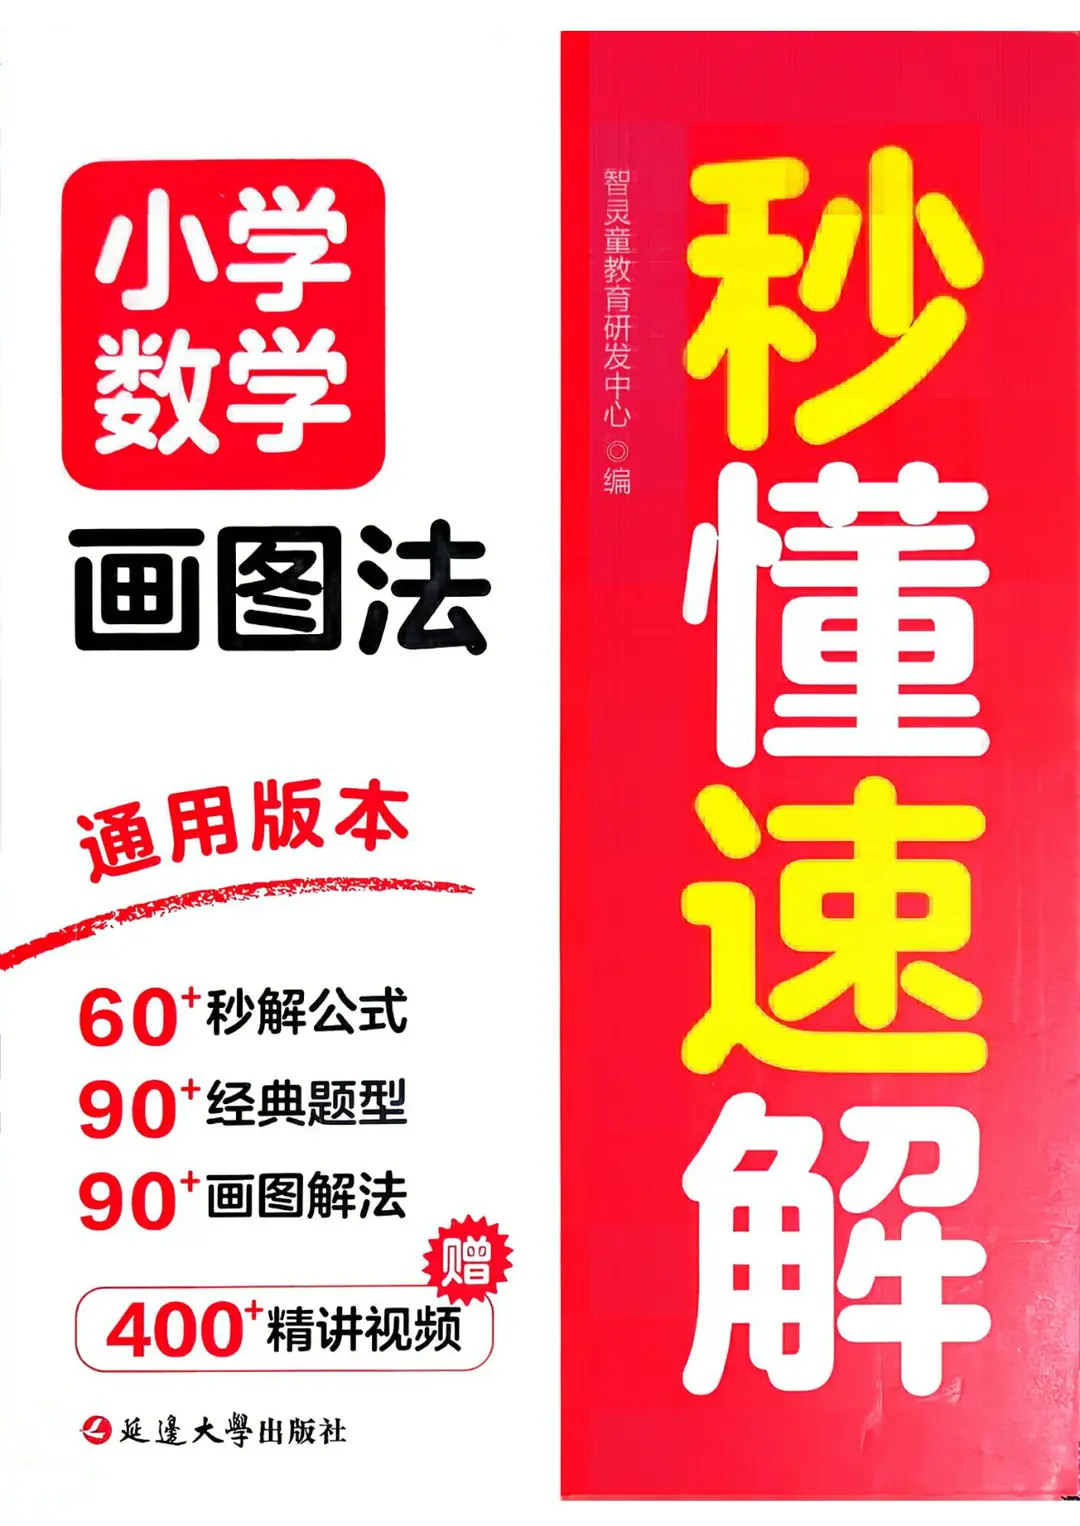 小学
数学
画图法
通用版本
60+秒解公式
90+经典题型
90+画图解法
赠
400+精讲视频
延邊大學出版社
智灵童教育研发中心 ◎ 编
秒懂速解